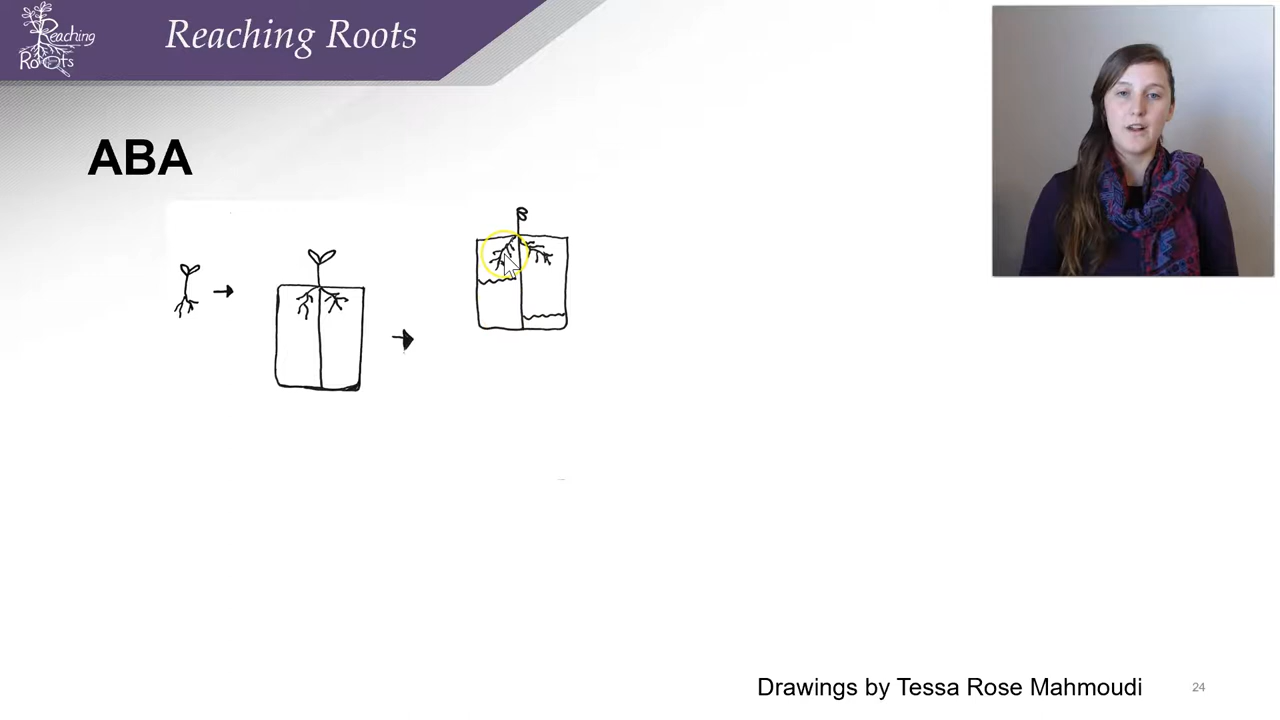 Reaching
Roots
Reaching Roots
ABA
Drawings by Tessa Rose Mahmoudi
24